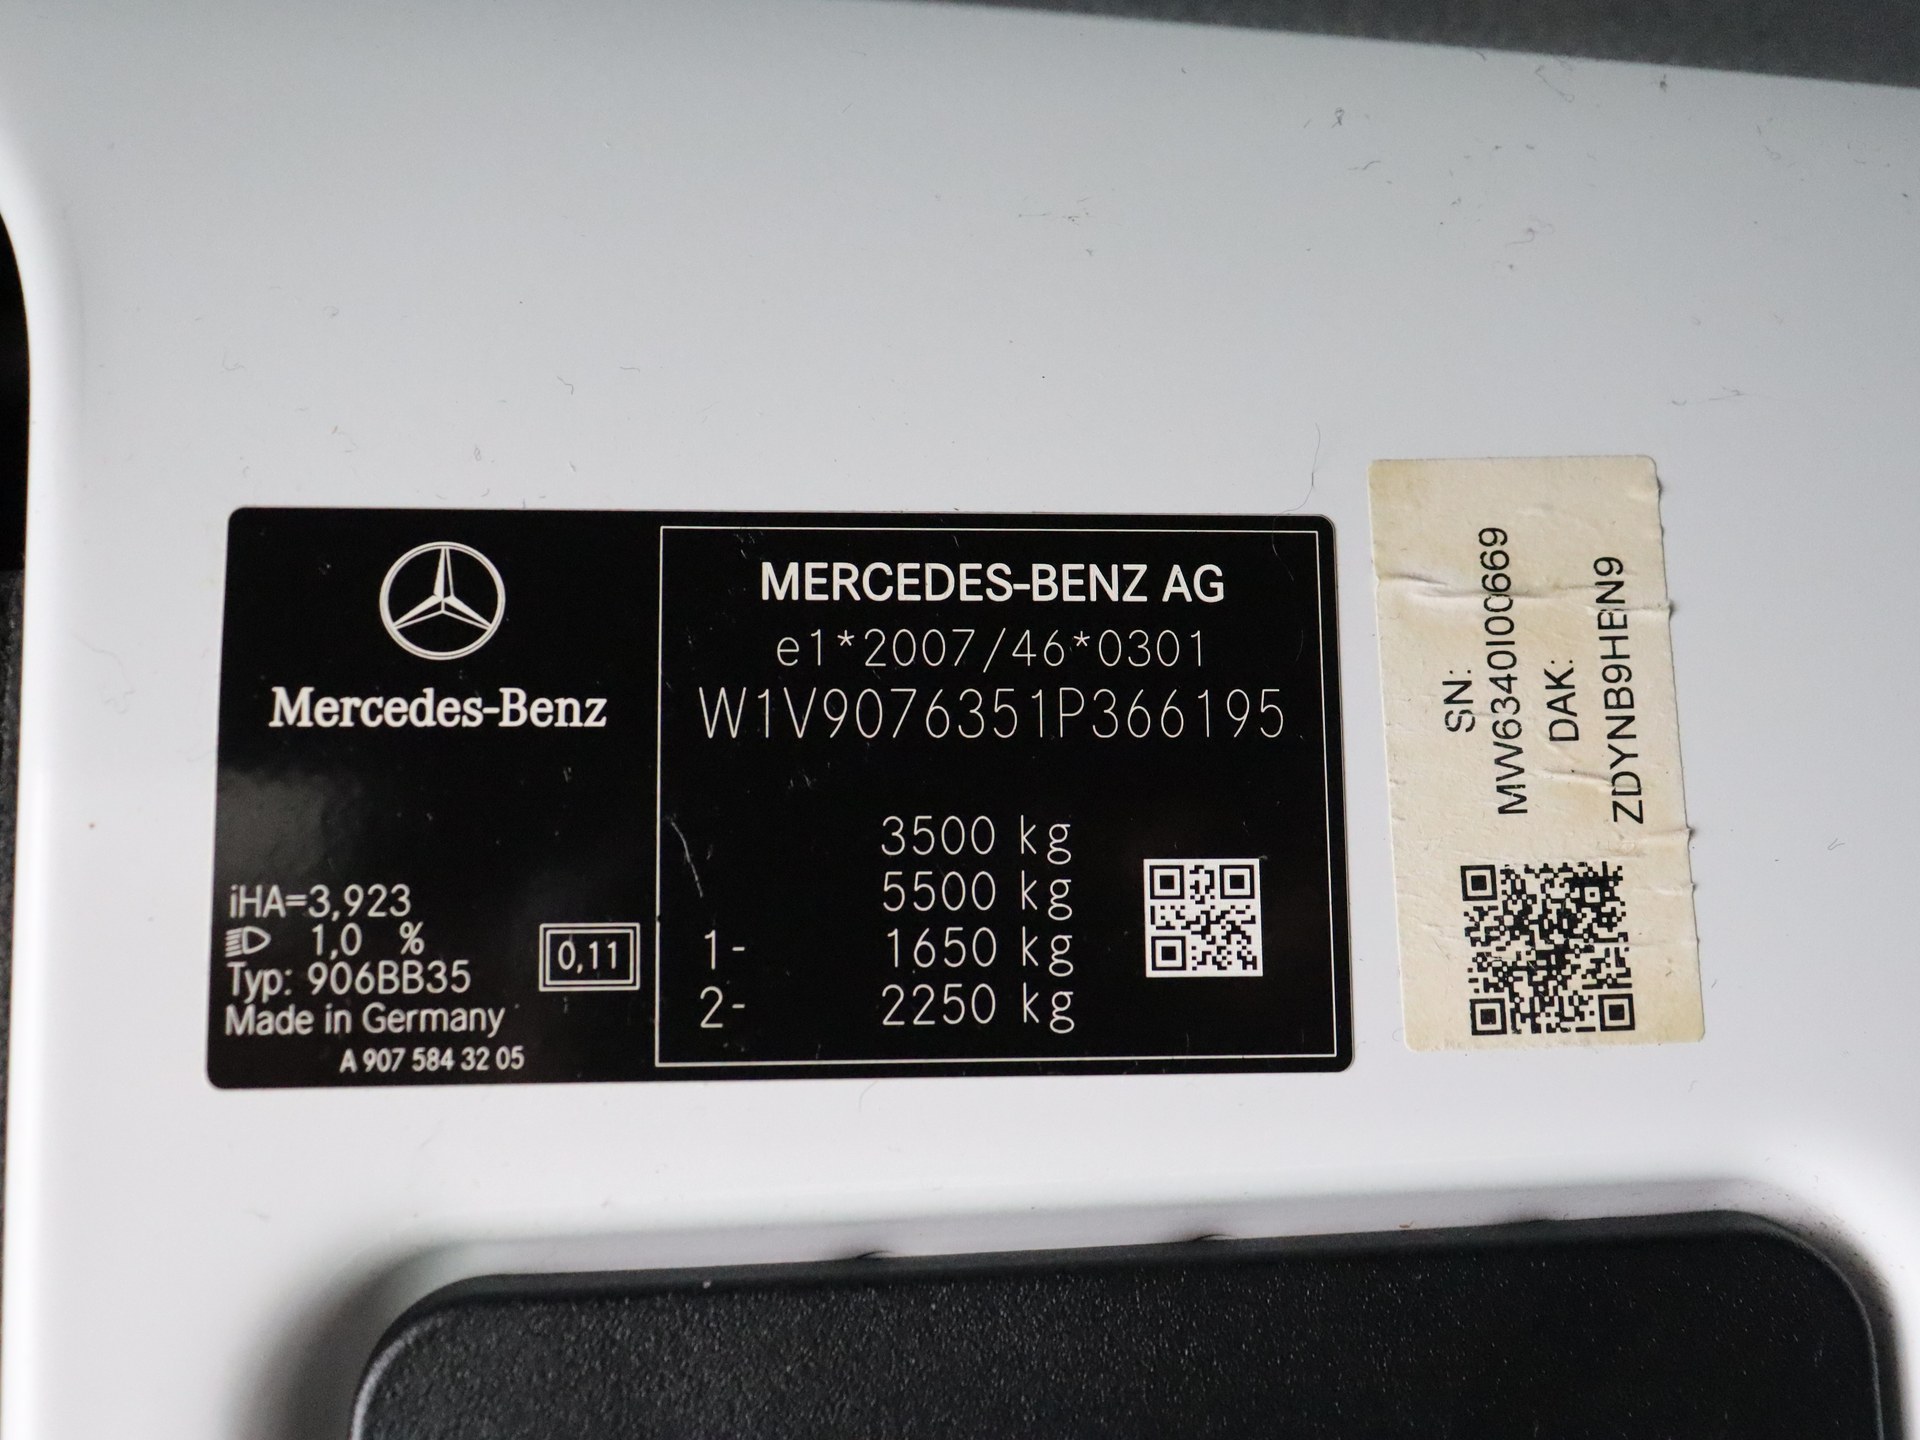 Mercedes-Benz
iHA=3,923
1,0 %
Typ: 906BB35
Made in Germany
A 907 584 32 05
0,11
MERCEDES-BENZ AG
e1*2007/46*0301
W1V9076351P366195
3500 kg
5500 kg
1- 1650 kg
2- 2250 kg
SN:
MW6340I00669
DAK:
ZDYNB9HEN9